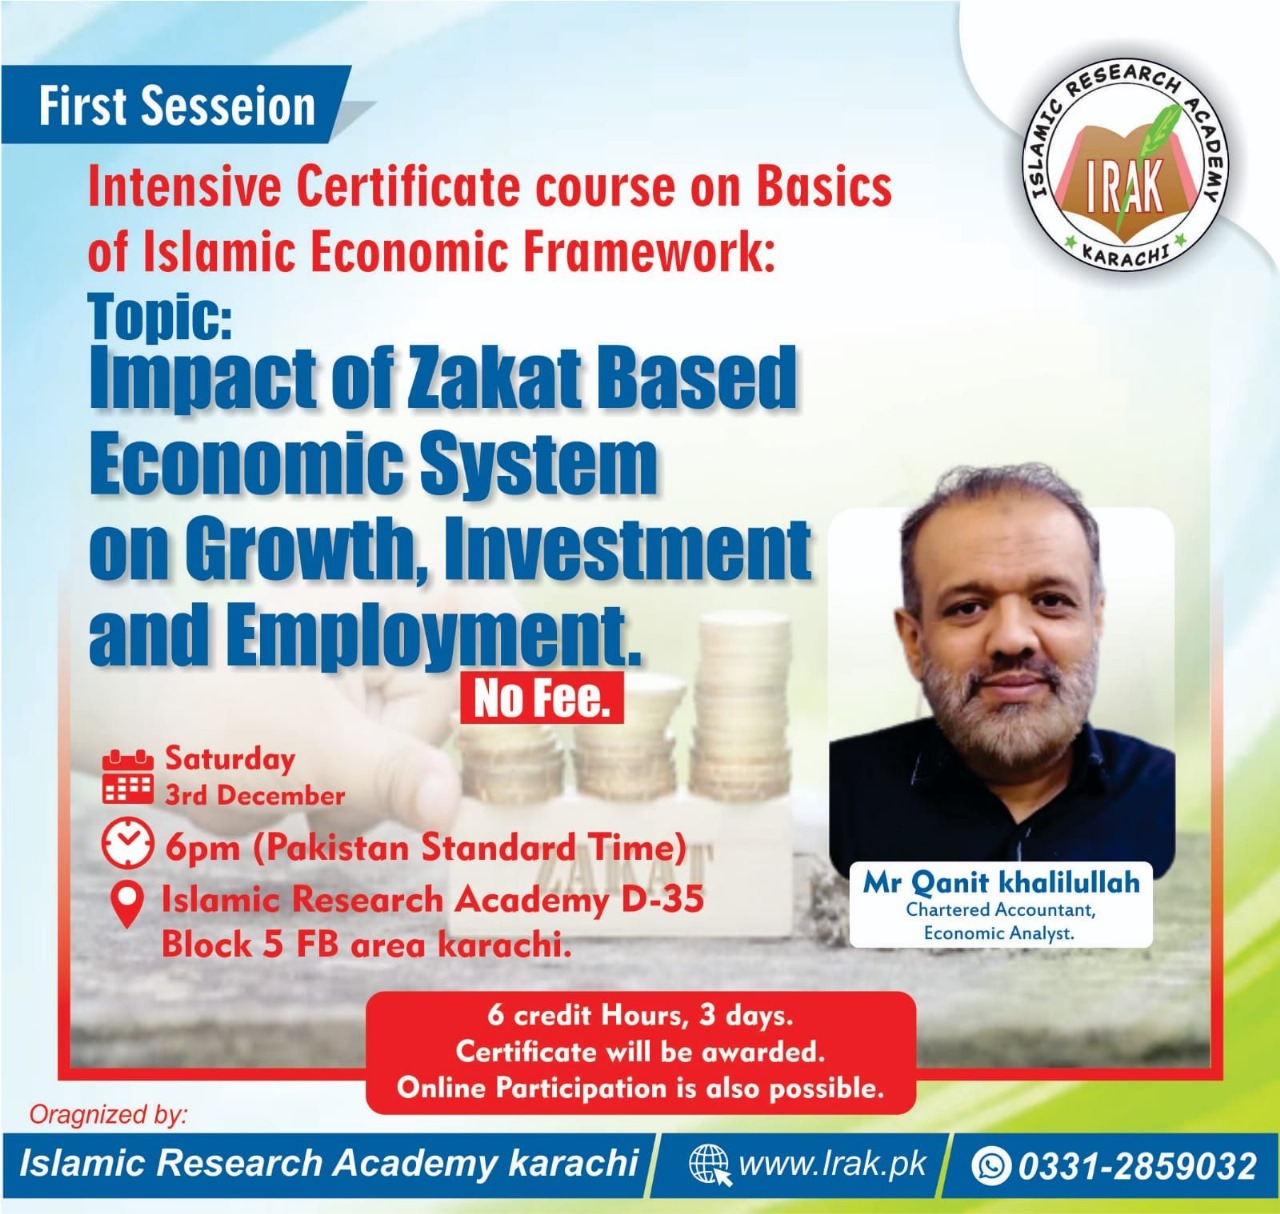 First Sesseion
ISLAMIC RESEARCH ACADEMY
IRAK
KARACHI
Intensive Certificate course on Basics
of Islamic Economic Framework:
Topic:
Impact of Zakat Based
Economic System
on Growth, Investment
and Employment.
No Fee.
Saturday
3rd December
6pm (Pakistan Standard Time)
ZAKAT
Islamic Research Academy D-35
Block 5 FB area karachi.
Mr Qanit khalilullah
Chartered Accountant,
Economic Analyst.
6 credit Hours, 3 days.
Certificate will be awarded.
Online Participation is also possible.
Oragnized by:
Islamic Research Academy karachi
www.Irak.pk
0331-2859032